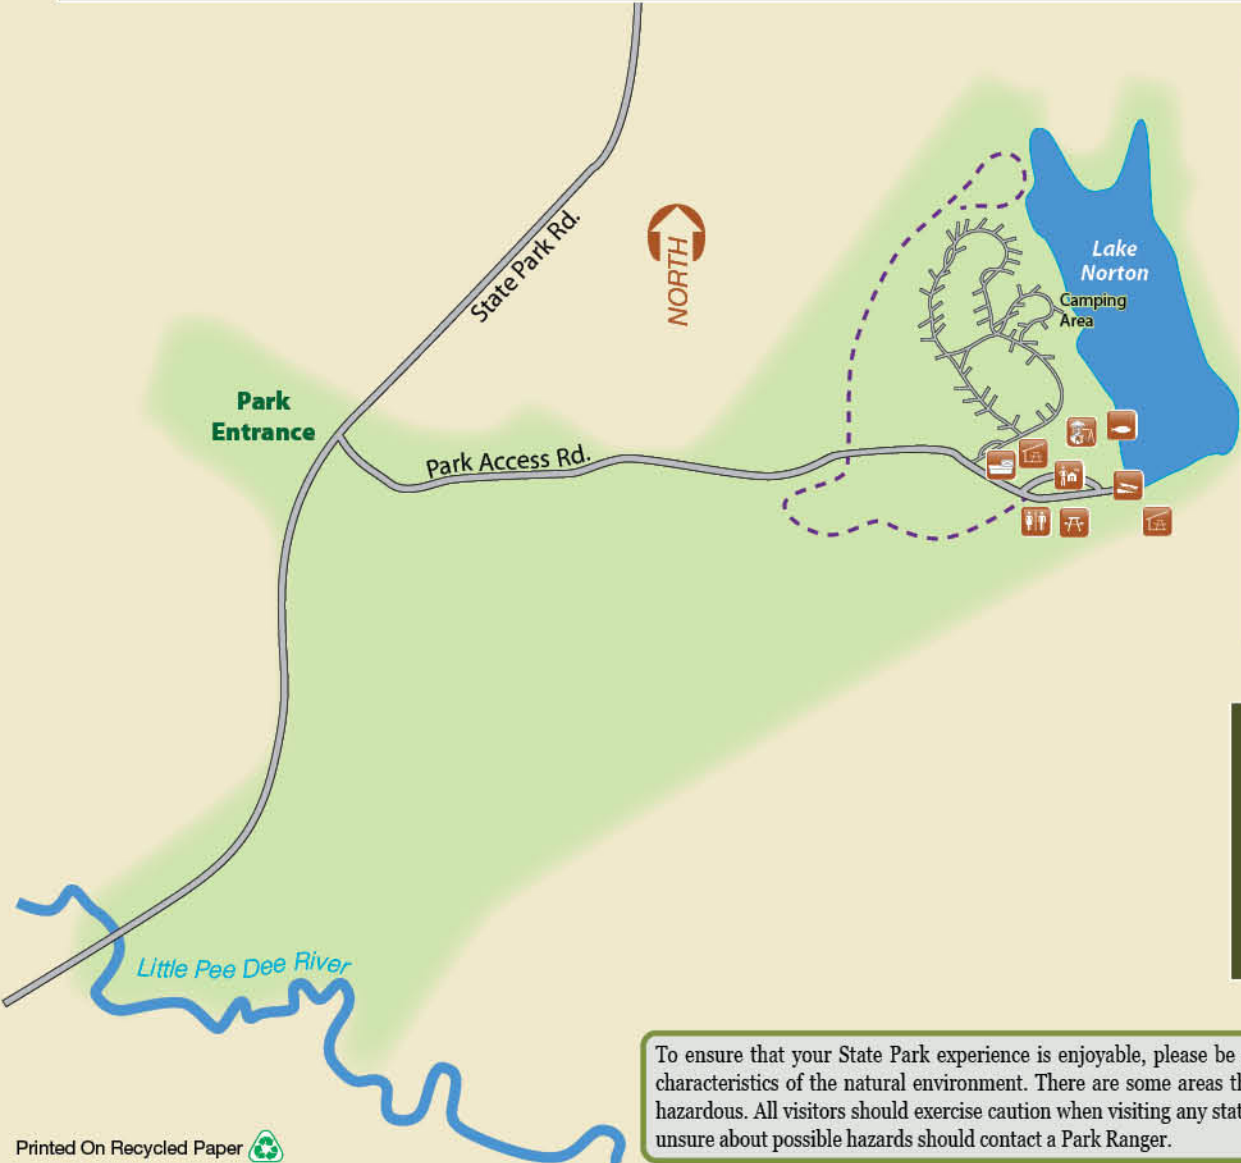 State Park Rd.
NORTH
Lake
Norton
Camping
Area
Park
Entrance
Park Access Rd.
Little Pee Dee River
To ensure that your State Park experience is enjoyable, please be
characteristics of the natural environment. There are some areas
hazardous. All visitors should exercise caution when visiting any
unsure about possible hazards should contact a Park Ranger.
Printed On Recycled Paper